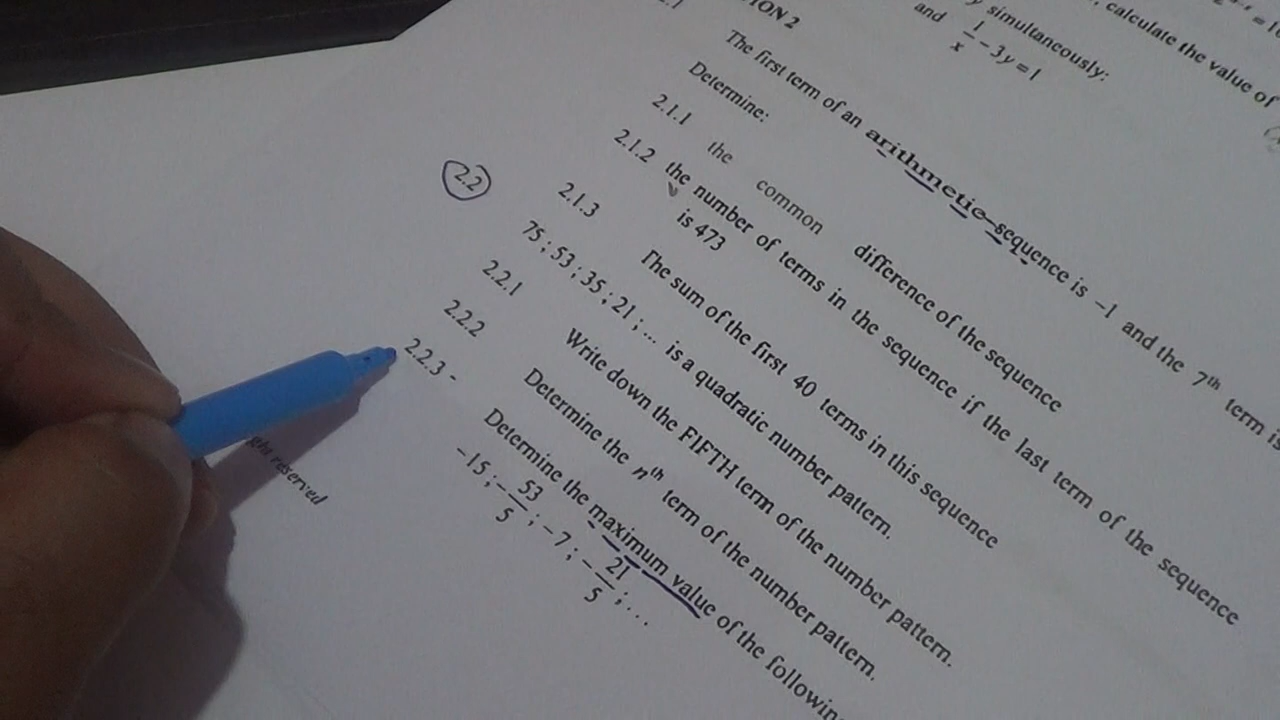 , calculate the value of
simultaneously:
and 1/x − 3y = 1
ION 2
The first term of an arithmetic sequence is −1 and the 7th term is
Determine:
2.1.1 the common difference of the sequence
2.1.2 the number of terms in the sequence if the last term of the sequence
is 473
2.1.3 The sum of the first 40 terms in this sequence
2.2 75 ; 53 ; 35 ; 21 ; ... is a quadratic number pattern.
2.2.1 Write down the FIFTH term of the number pattern.
2.2.2 Determine the nth term of the number pattern.
2.2.3 - Determine the maximum value of the following
−15 ; −53/5 ; −7 ; −21/5 ; ...
ght reserved